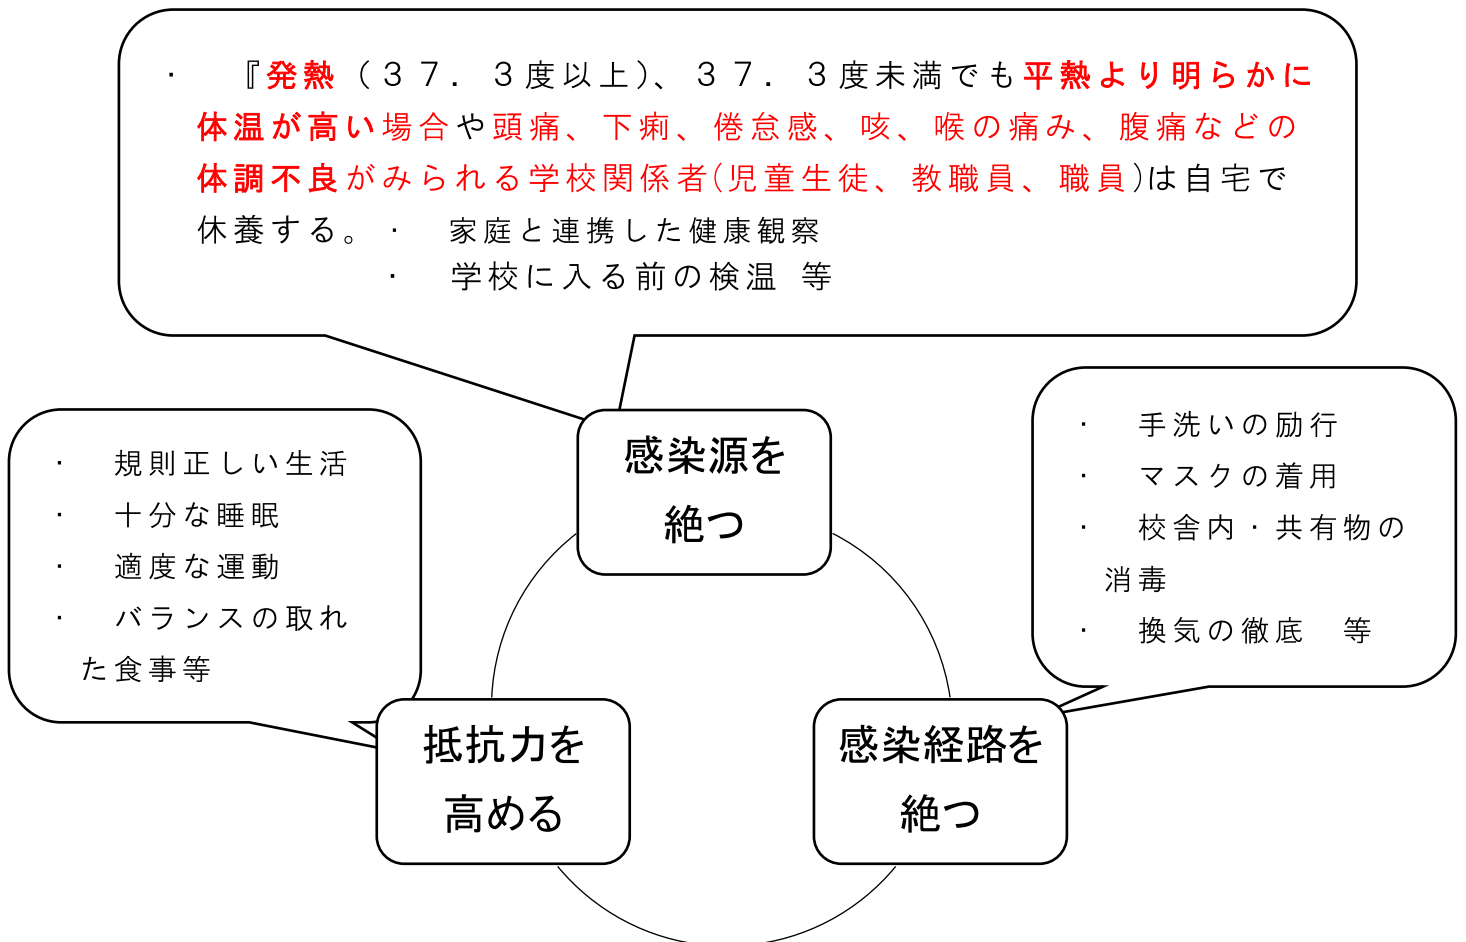 ・　『発熱（３７．３度以上）、３７．３度未満でも平熱より明らかに
体温が高い場合や頭痛、下痢、倦怠感、咳、喉の痛み、腹痛などの
体調不良がみられる学校関係者(児童生徒、教職員、職員)は自宅で
休養する。・　家庭と連携した健康観察
・　学校に入る前の検温　等
感染源を
絶つ
・　規則正しい生活
・　十分な睡眠
・　適度な運動
・　バランスの取れ
た食事等
・　手洗いの励行
・　マスクの着用
・　校舎内・共有物の
消毒
・　換気の徹底　等
抵抗力を
高める
感染経路を
絶つ